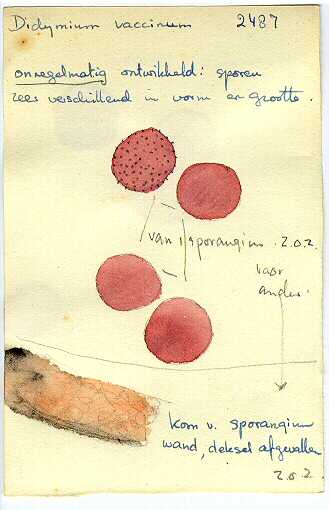 Didymium vaccinum 2487
onregelmatig ontwikkeld: sporen
zeer verschillend in vorm en grootte.
van 1 sporangium. Z.O.Z.
voor
ander.
Kom v. sporangium
wand, deksel afgevallen
Z.O.Z.